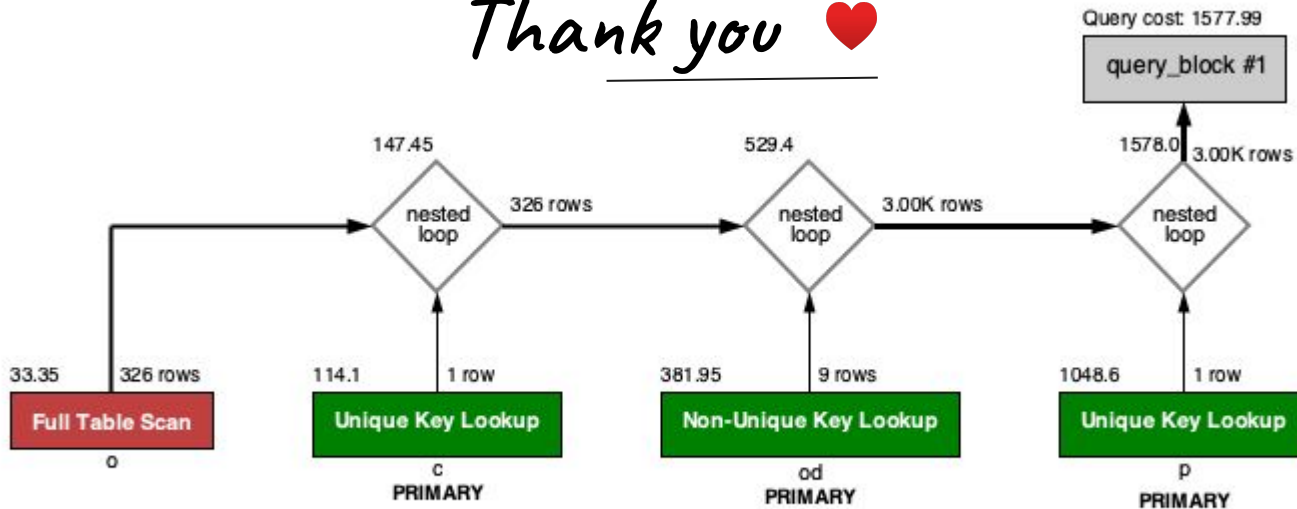 Thank you ❤️
Query cost: 1577.99
query_block #1
147.45
529.4
1578.0
3.00K rows
nested
loop
326 rows
nested
loop
3.00K rows
nested
loop
33.35
326 rows
114.1
1 row
381.95
9 rows
1048.6
1 row
Full Table Scan
Unique Key Lookup
Non-Unique Key Lookup
Unique Key Lookup
o
c
od
p
PRIMARY
PRIMARY
PRIMARY